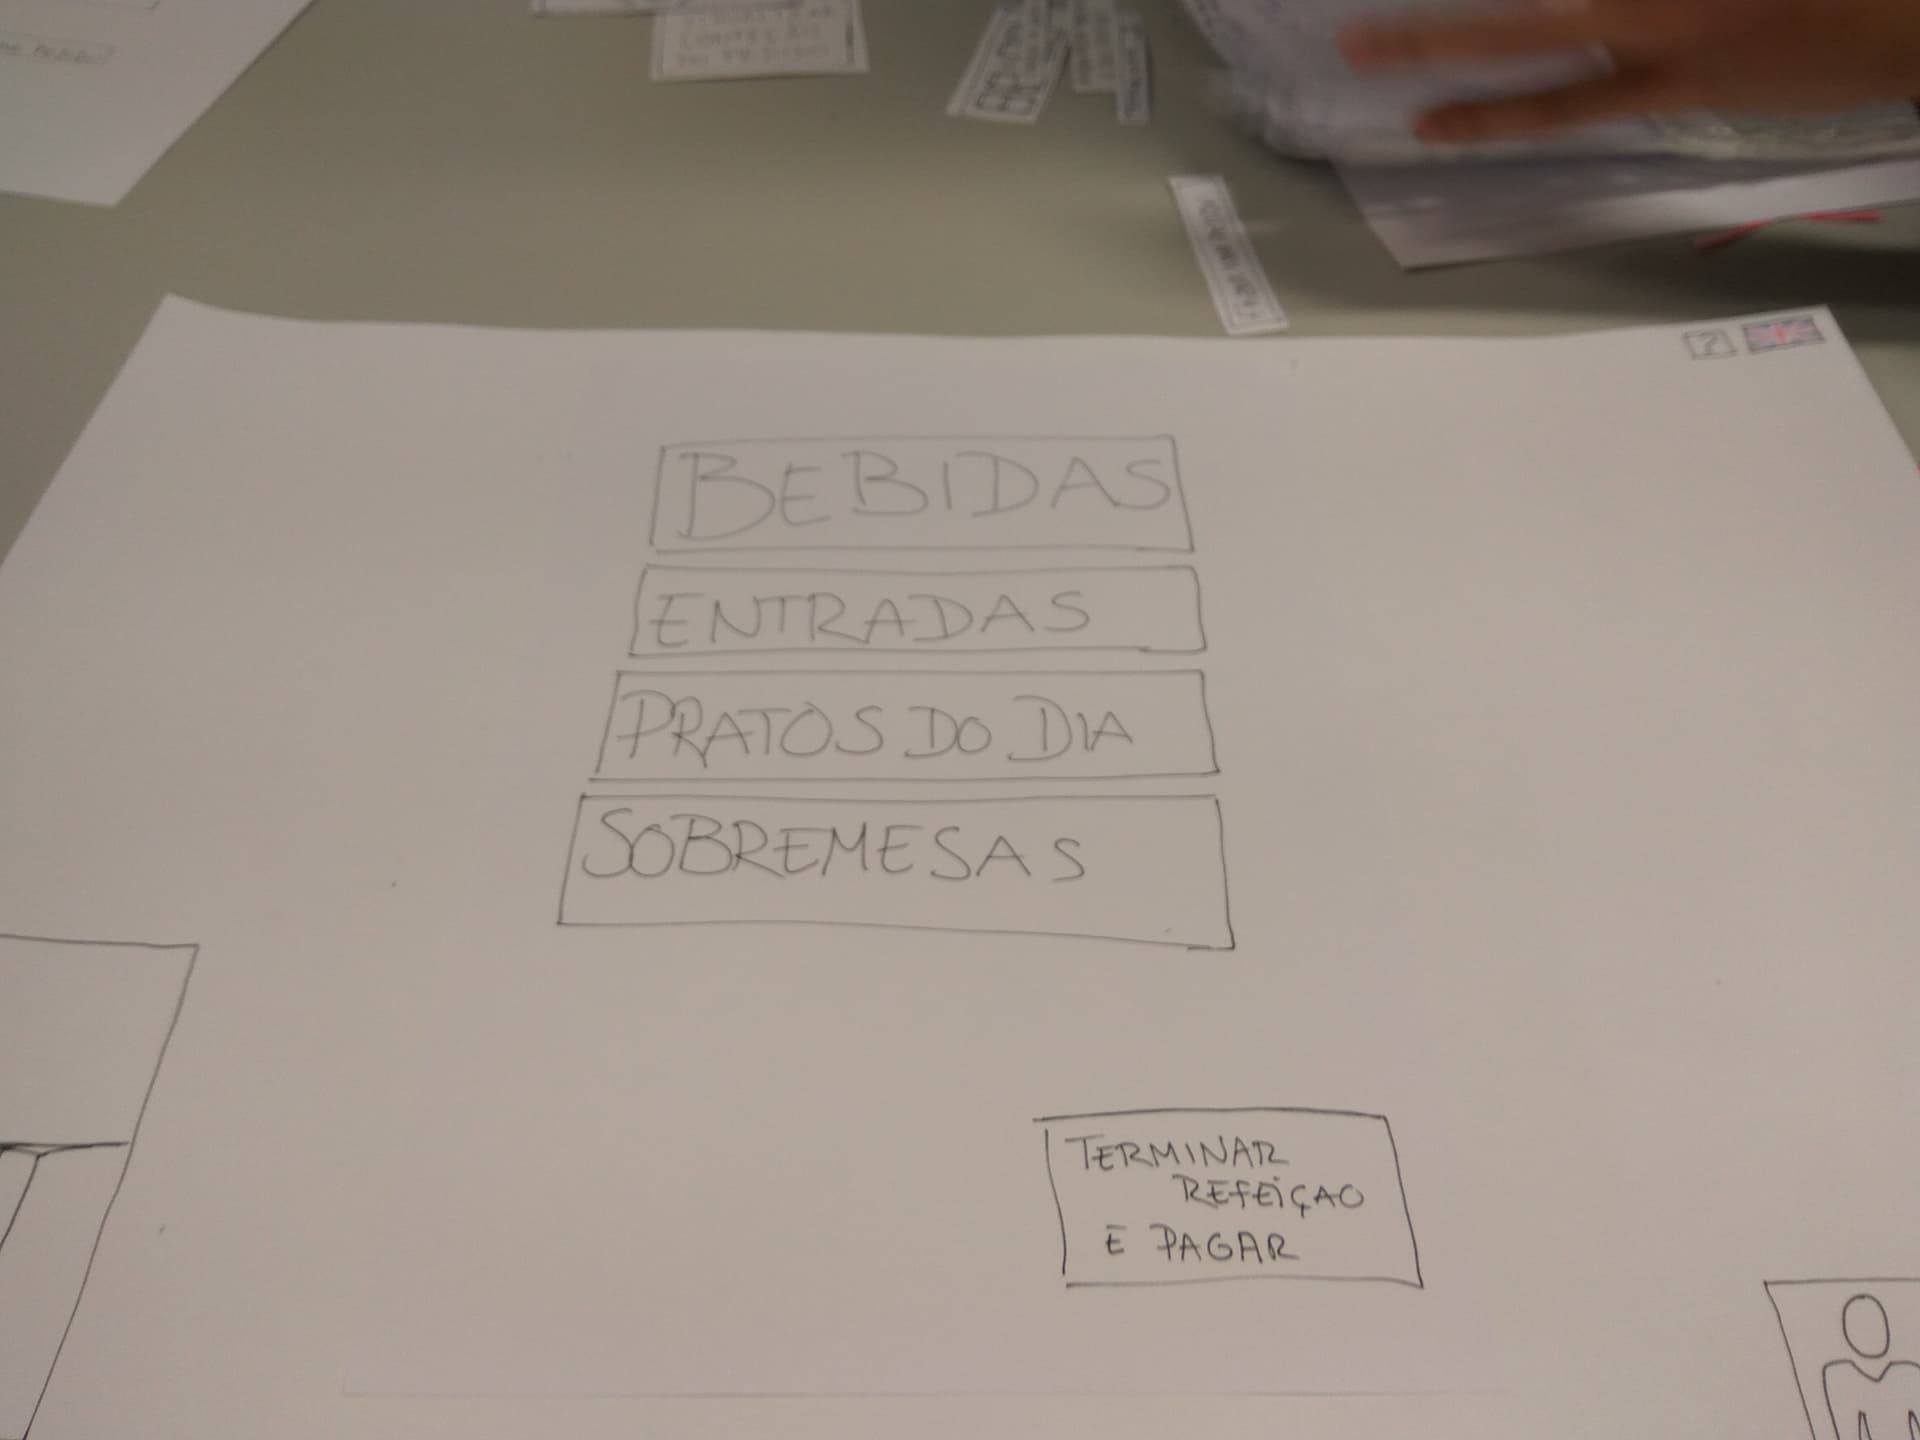 ?
BEBIDAS
ENTRADAS
PRATOS DO DIA
SOBREMESAS
TERMINAR
REFEIÇAO
E PAGAR